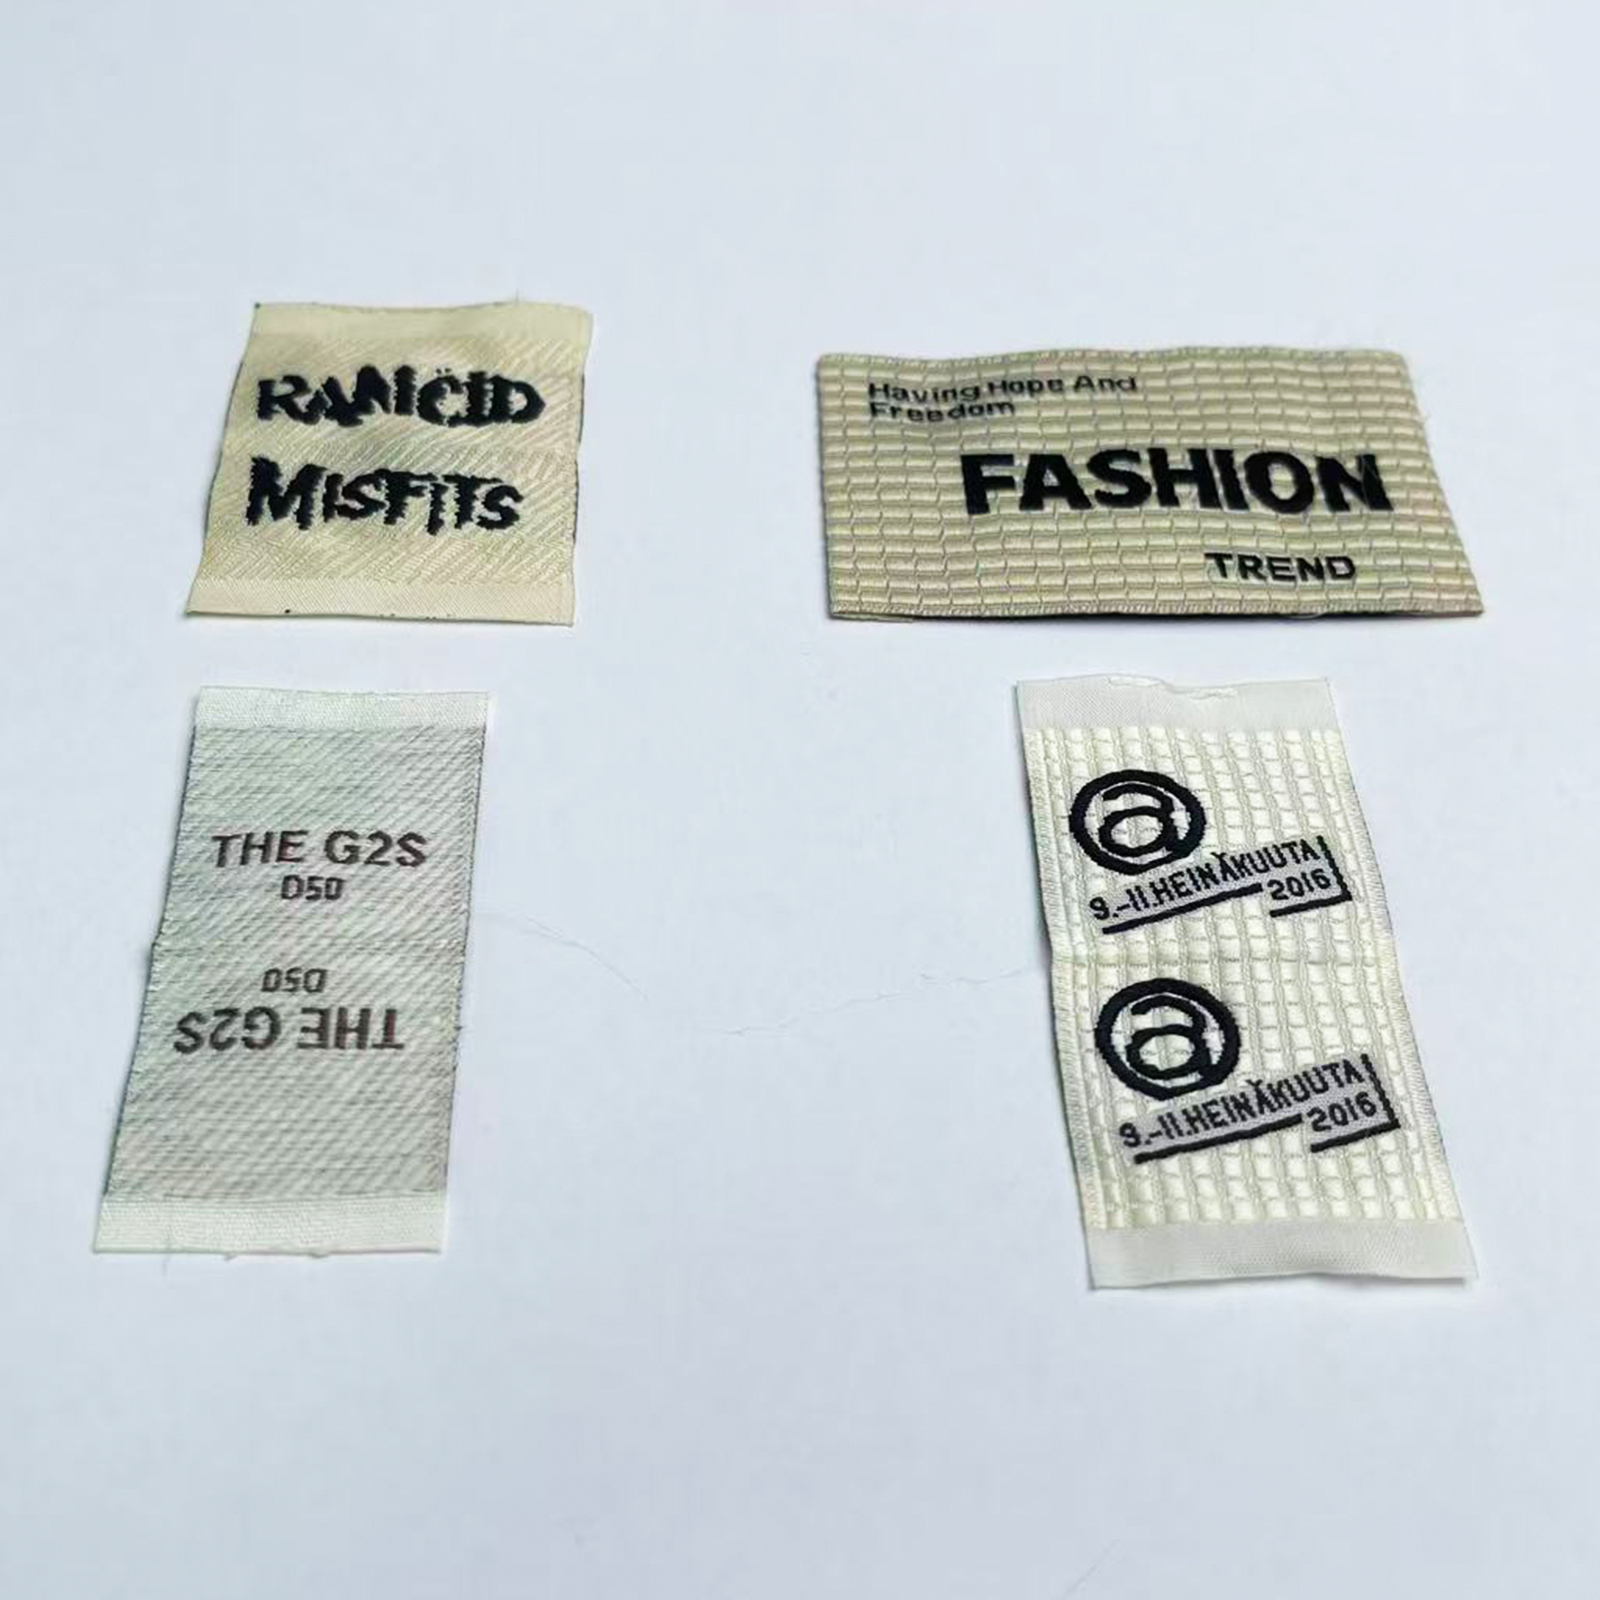 RANCID
MISFITS
Having Hope And
Freedom
FASHION
TREND
THE G2S
D50
D50
THE G2S
a
9.-11.HEINÄKUUTA
2016
a
9.-11.HEINÄKUUTA
2016